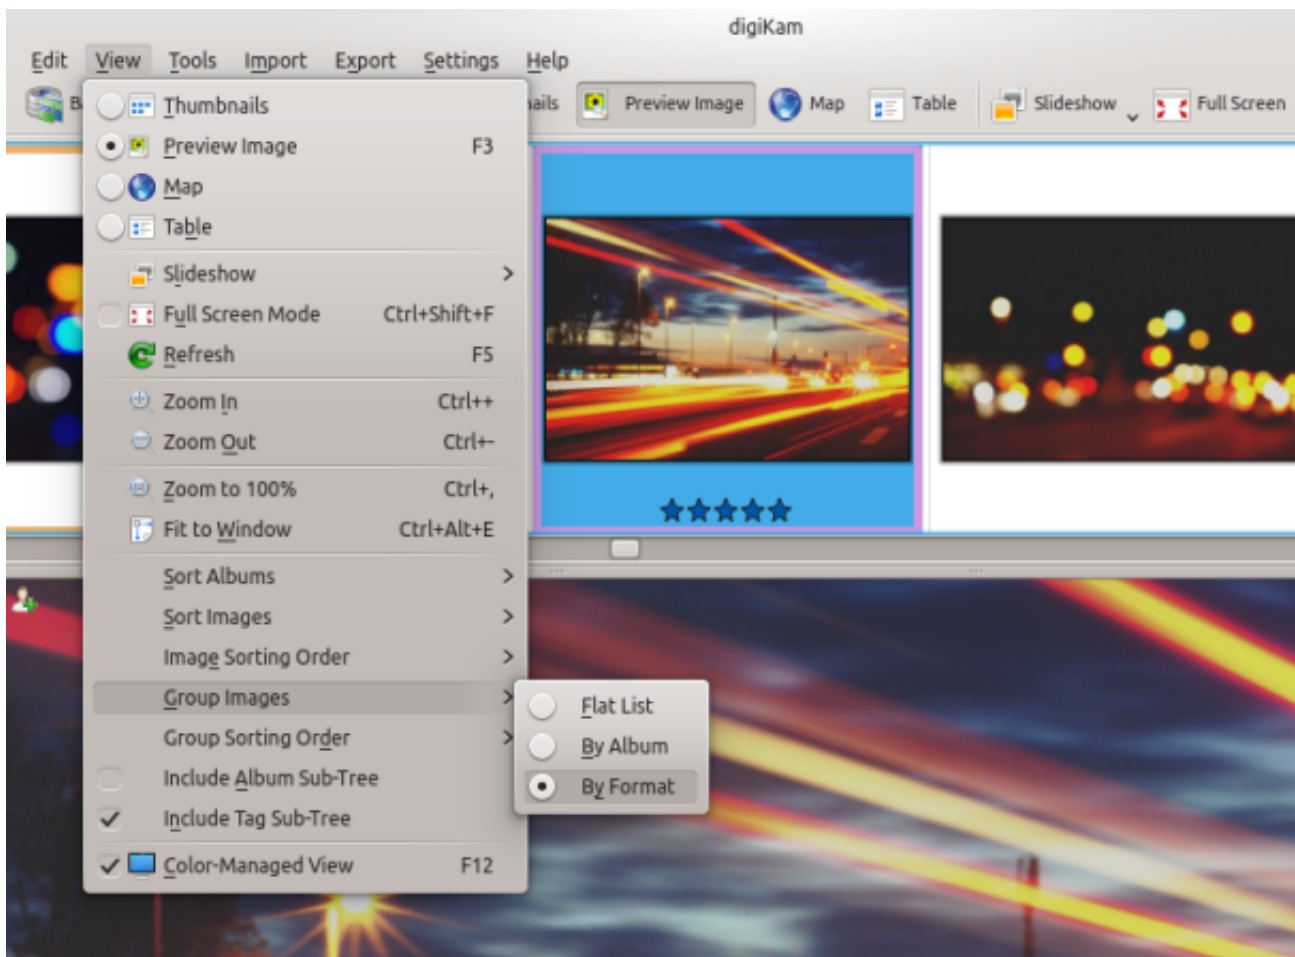 digiKam
Edit View Tools Import Export Settings Help
Preview Image Map Table Slideshow Full Screen
Thumbnails
Preview Image F3
Map
Table
Slideshow
Full Screen Mode Ctrl+Shift+F
Refresh F5
Zoom In Ctrl++
Zoom Out Ctrl+-
Zoom to 100% Ctrl+,
Fit to Window Ctrl+Alt+E
Sort Albums
Sort Images
Image Sorting Order
Group Images
Flat List
Group Sorting Order
By Album
Include Album Sub-Tree
By Format
Include Tag Sub-Tree
Color-Managed View F12